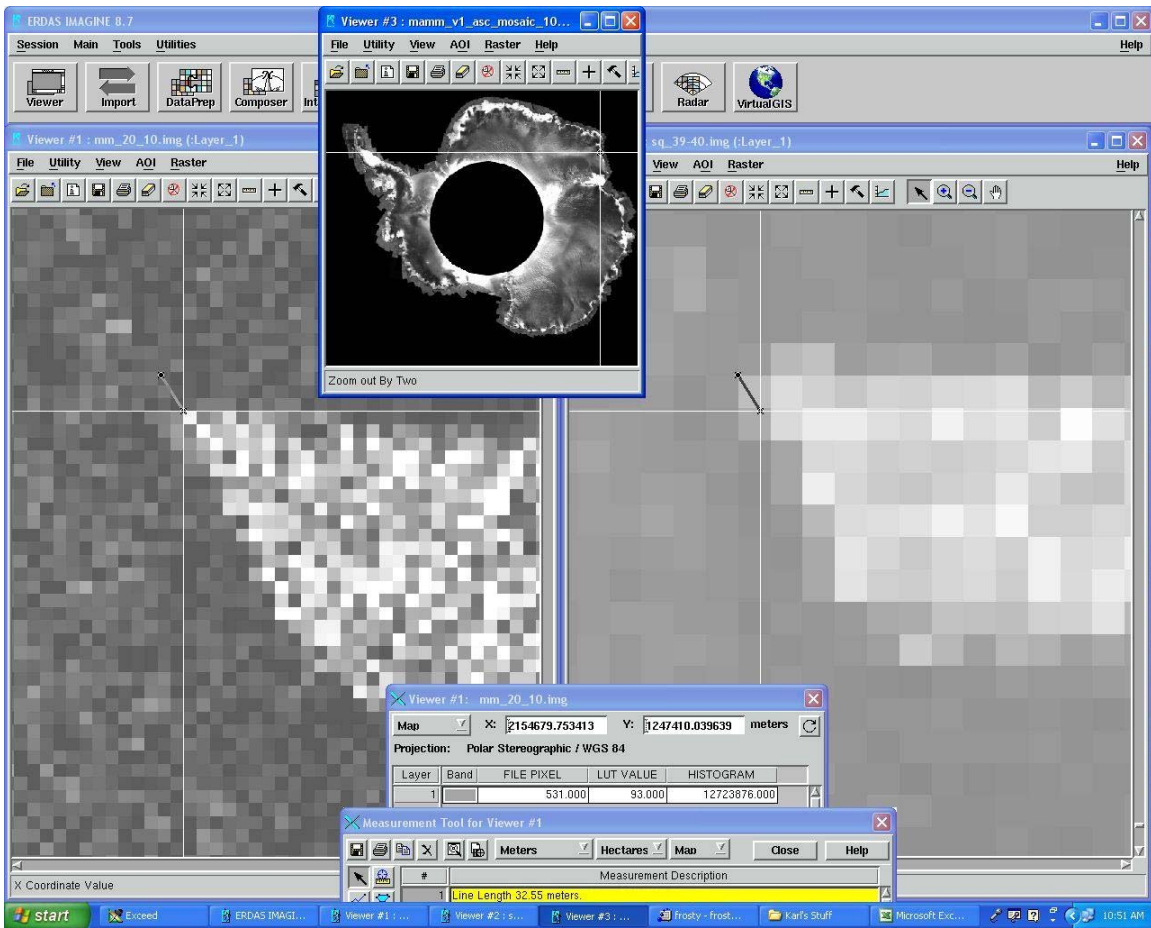 ERDAS IMAGINE 8.7
Session Main Tools Utilities
Help
Viewer
Import
DataPrep
Composer
Radar
VirtualGIS
Viewer #3 : mamm_v1_asc_mosaic_10...
File Utility View AOI Raster Help
Zoom out By Two
Viewer #1 : mm_20_10.img (:Layer_1)
File Utility View AOI Raster
sq_39-40.img (:Layer_1)
View AOI Raster
Help
Viewer #1: mm_20_10.img
Map X: 2154679.753413 Y: 1247410.039639 meters
Projection: Polar Stereographic / WGS 84
Layer Band FILE PIXEL LUT VALUE HISTOGRAM
1 531.000 93.000 12723876.000
Measurement Tool for Viewer #1
Meters Hectares Map Close Help
# Measurement Description
1 Line Length 32.55 meters.
X Coordinate Value
start
Exceed
ERDAS IMAGI...
Viewer #1 : ...
Viewer #2 : s...
Viewer #3 : ...
frosty - frost...
Karl's Stuff
Microsoft Exc...
10:51 AM